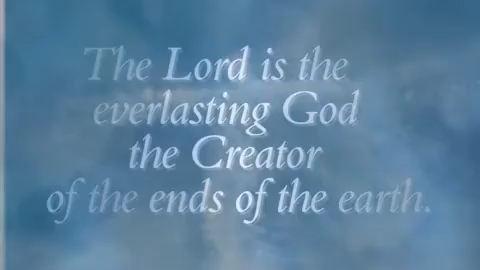 The Lord is the
everlasting God
the Creator
of the ends of the earth.